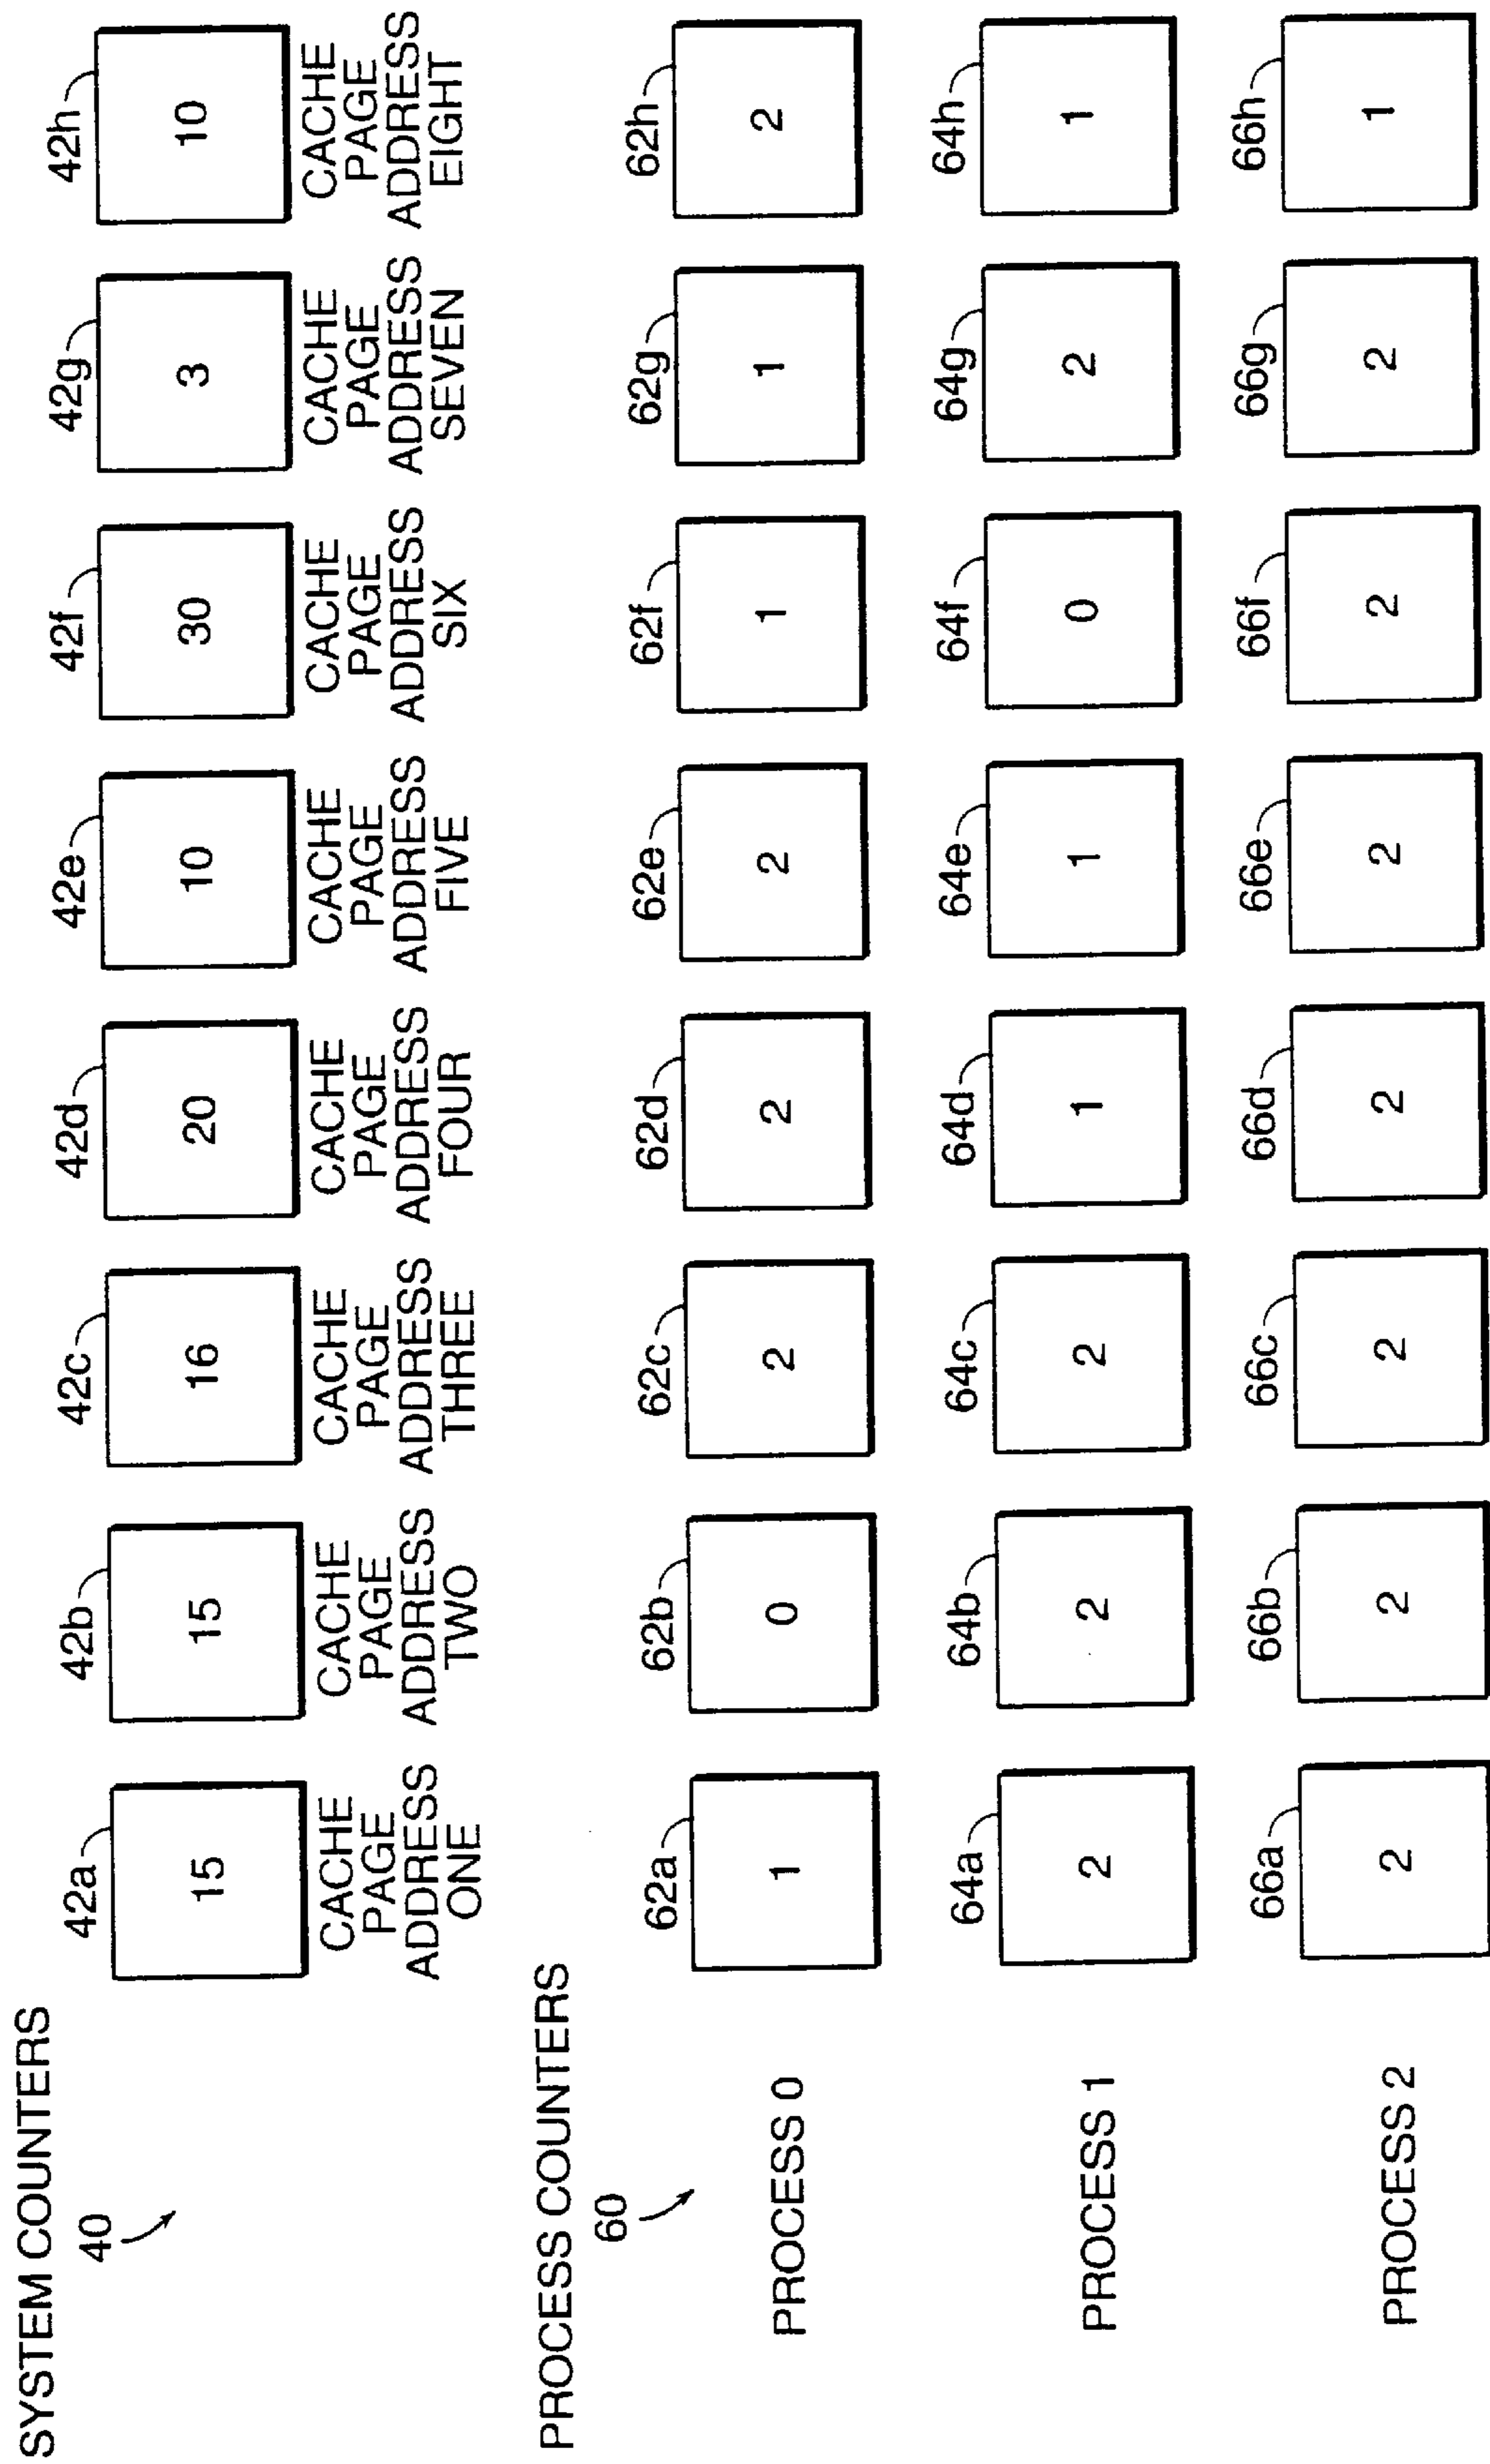 SYSTEM COUNTERS
40
42a 42b 42c 42d 42e 42f 42g 42h
15 15 16 20 10 30 3 10
CACHE CACHE CACHE CACHE CACHE CACHE CACHE CACHE
PAGE PAGE PAGE PAGE PAGE PAGE PAGE PAGE
ADDRESS ADDRESS ADDRESS ADDRESS ADDRESS ADDRESS ADDRESS ADDRESS
ONE TWO THREE FOUR FIVE SIX SEVEN EIGHT
PROCESS COUNTERS
60
62a 62b 62c 62d 62e 62f 62g 62h
PROCESS 0 1 0 2 2 2 1 1 2
64a 64b 64c 64d 64e 64f 64g 64h
PROCESS 1 2 2 2 1 1 0 2 1
66a 66b 66c 66d 66e 66f 66g 66h
PROCESS 2 2 2 2 2 2 2 2 1